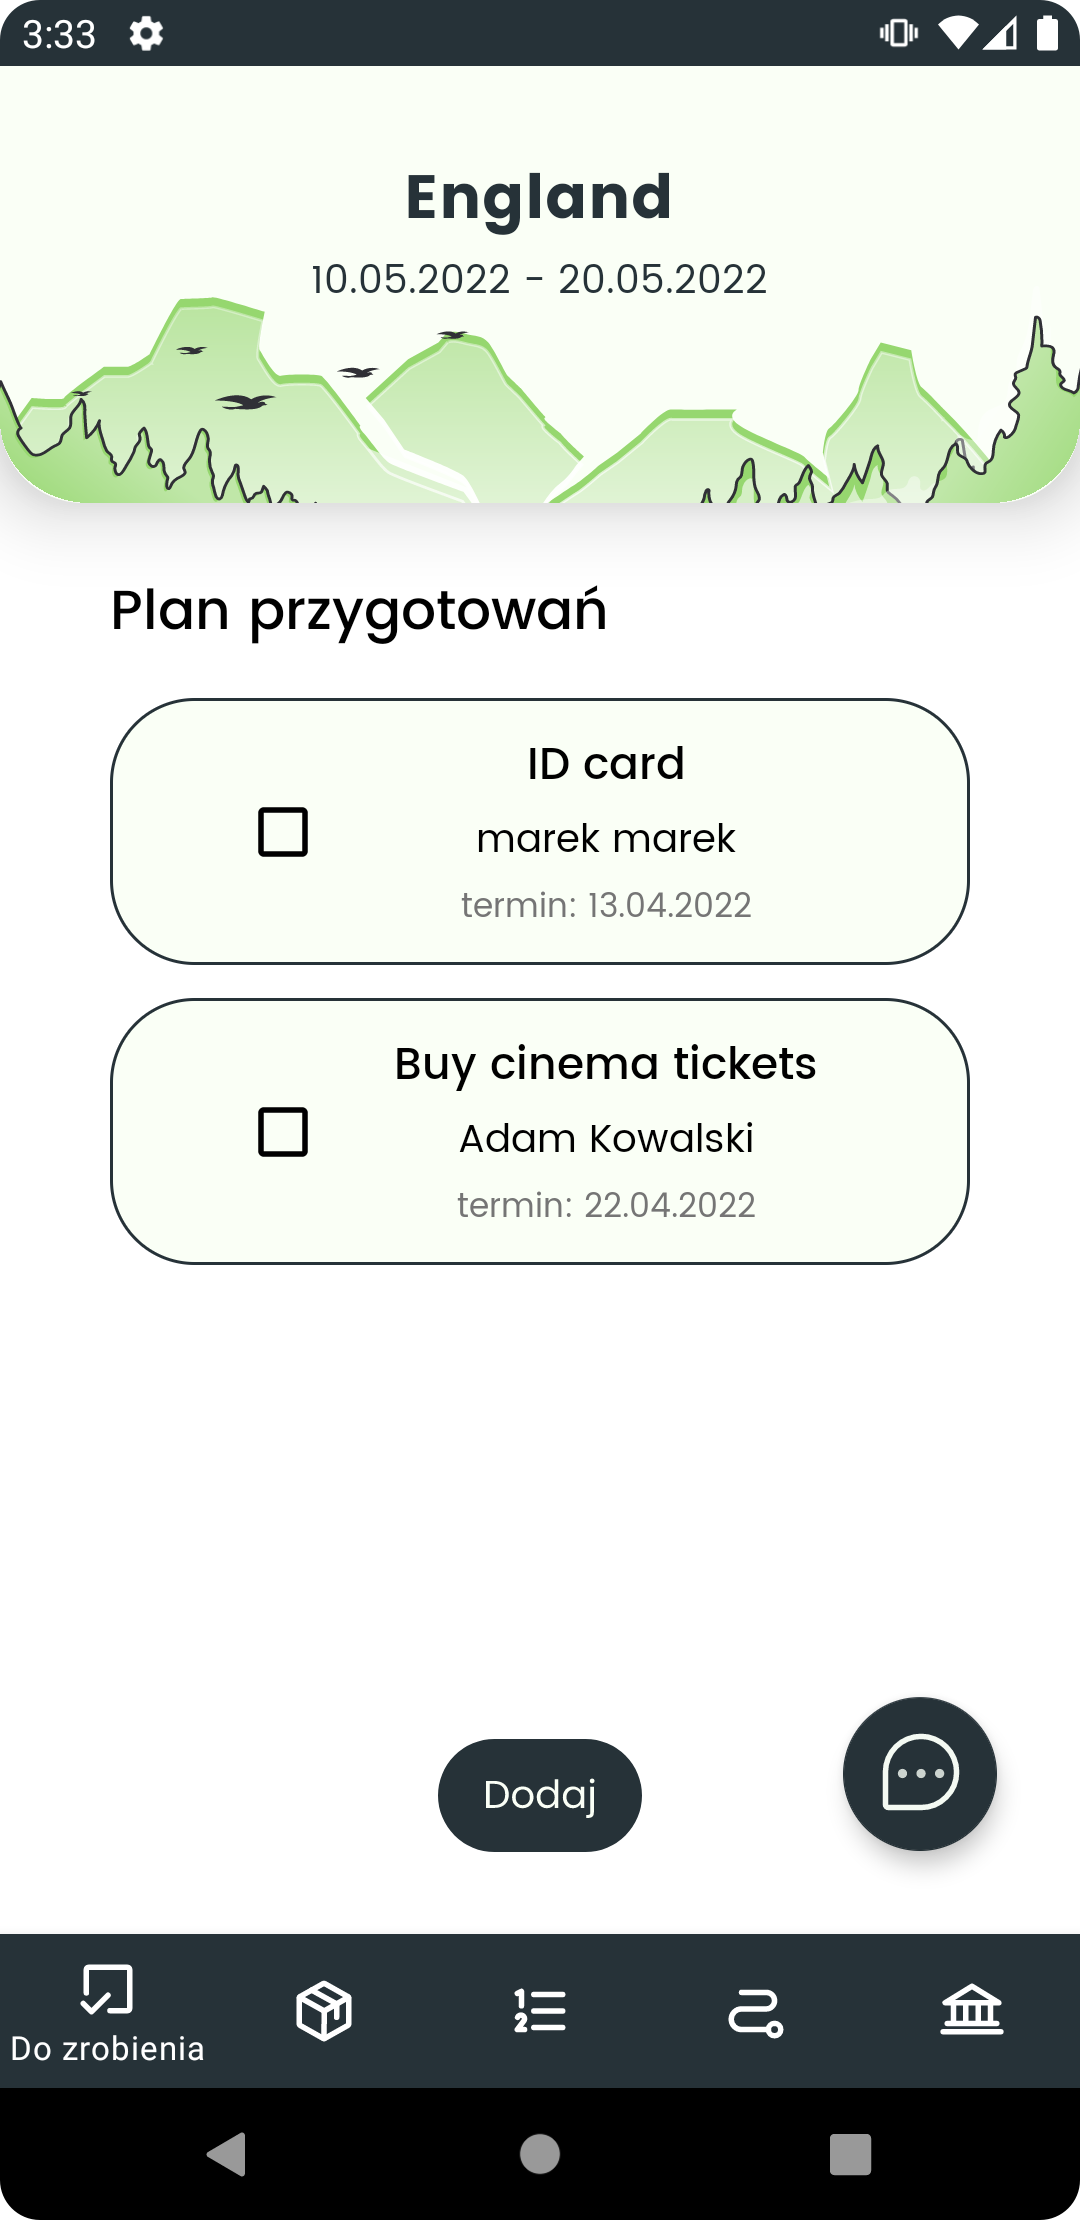 3:33
England
10.05.2022 - 20.05.2022
Plan przygotowań
ID card
marek marek
termin: 13.04.2022
Buy cinema tickets
Adam Kowalski
termin: 22.04.2022
Dodaj
Do zrobienia